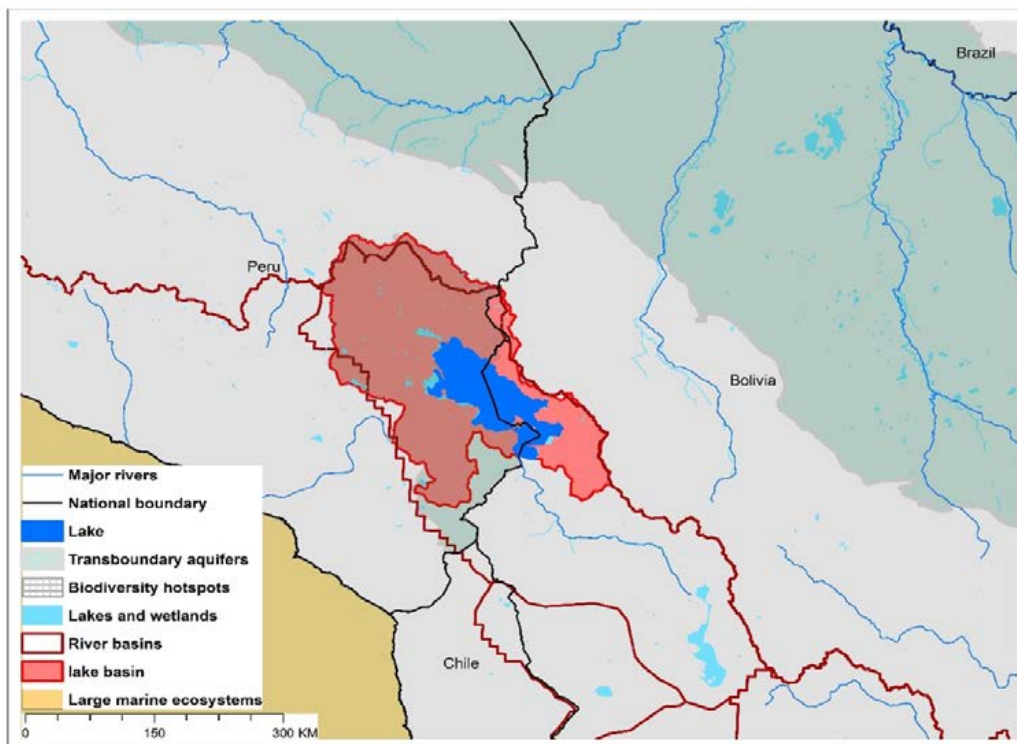 Brazil
Peru
Bolivia
Chile
Major rivers
National boundary
Lake
Transboundary aquifers
Biodiversity hotspots
Lakes and wetlands
River basins
lake basin
Large marine ecosystems
0 150 300 KM